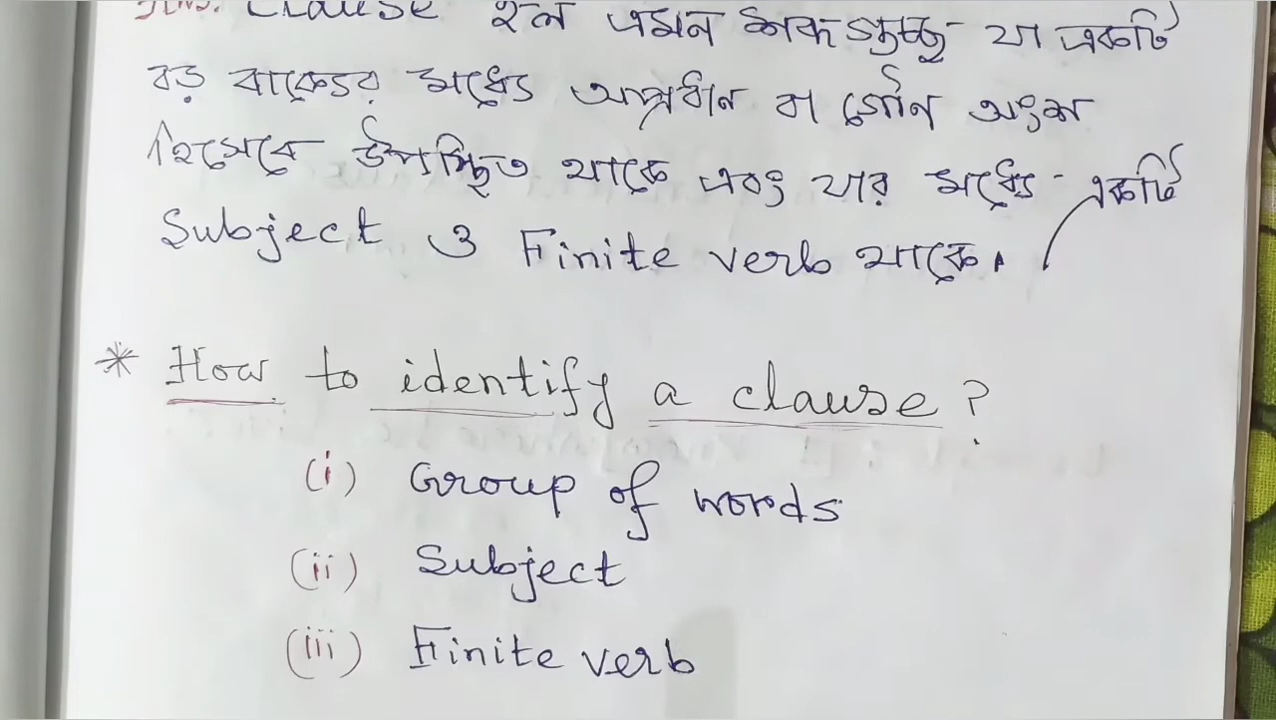 Ans. Clause হল এমন শব্দগুচ্ছ যা একটি
বড় বাক্যের মধ্যে অপ্রধান বা গৌন অংশ
হিসেবে উপস্থিত থাকে এবং যার মধ্যে একটি
Subject ও Finite verb থাকে।
* How to identify a clause ?
(i) Group of words
(ii) Subject
(iii) Finite verb